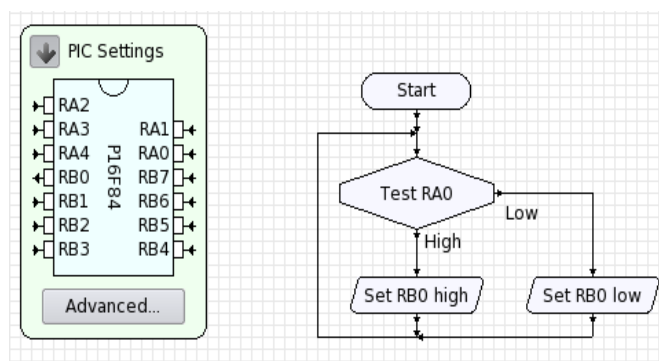 PIC Settings
RA2
RA3
RA4
RB0
RB1
RB2
RB3
P16F84
RA1
RA0
RB7
RB6
RB5
RB4
Advanced...
Start
Test RA0
Low
High
Set RB0 high
Set RB0 low